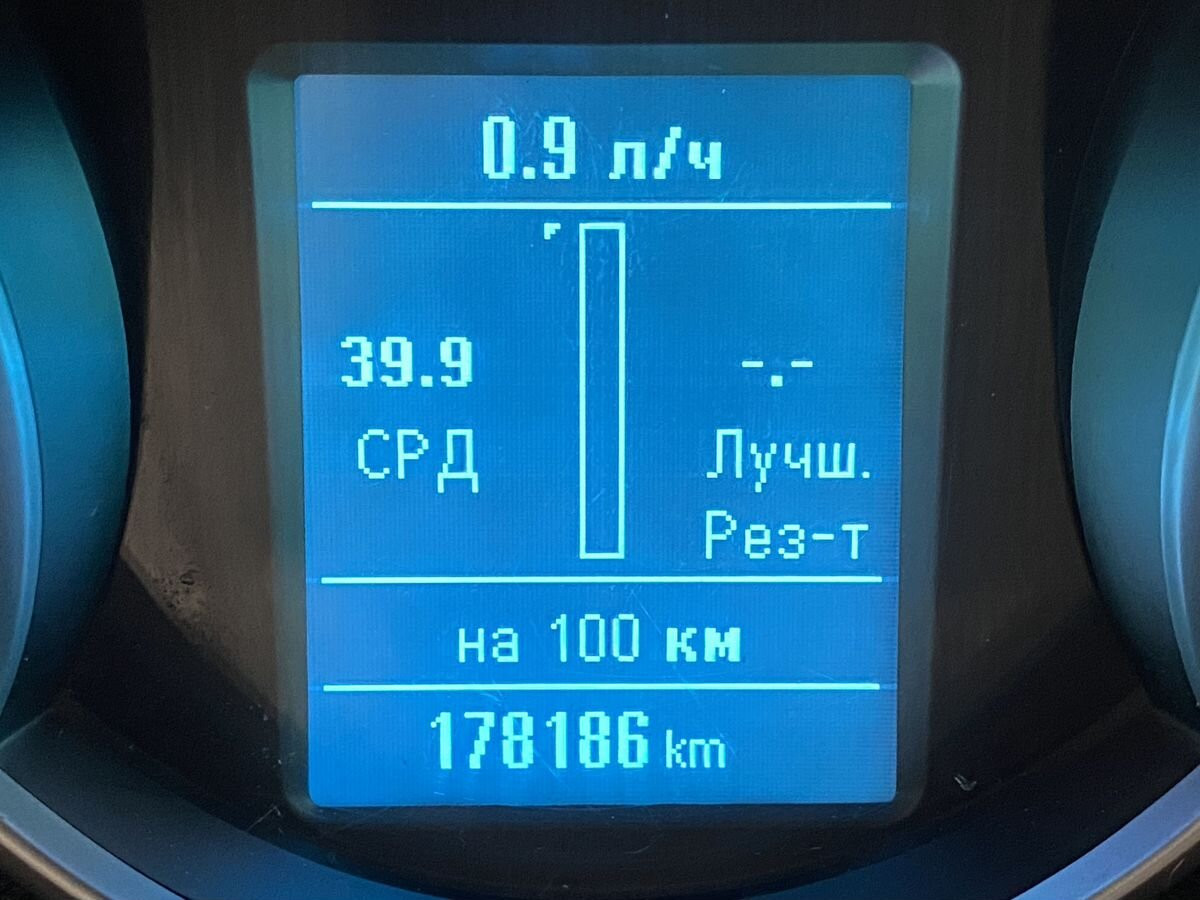 0.9 л/ч
39.9
СРД
-.-
Лучш.
Рез-т
на 100 км
178186 km